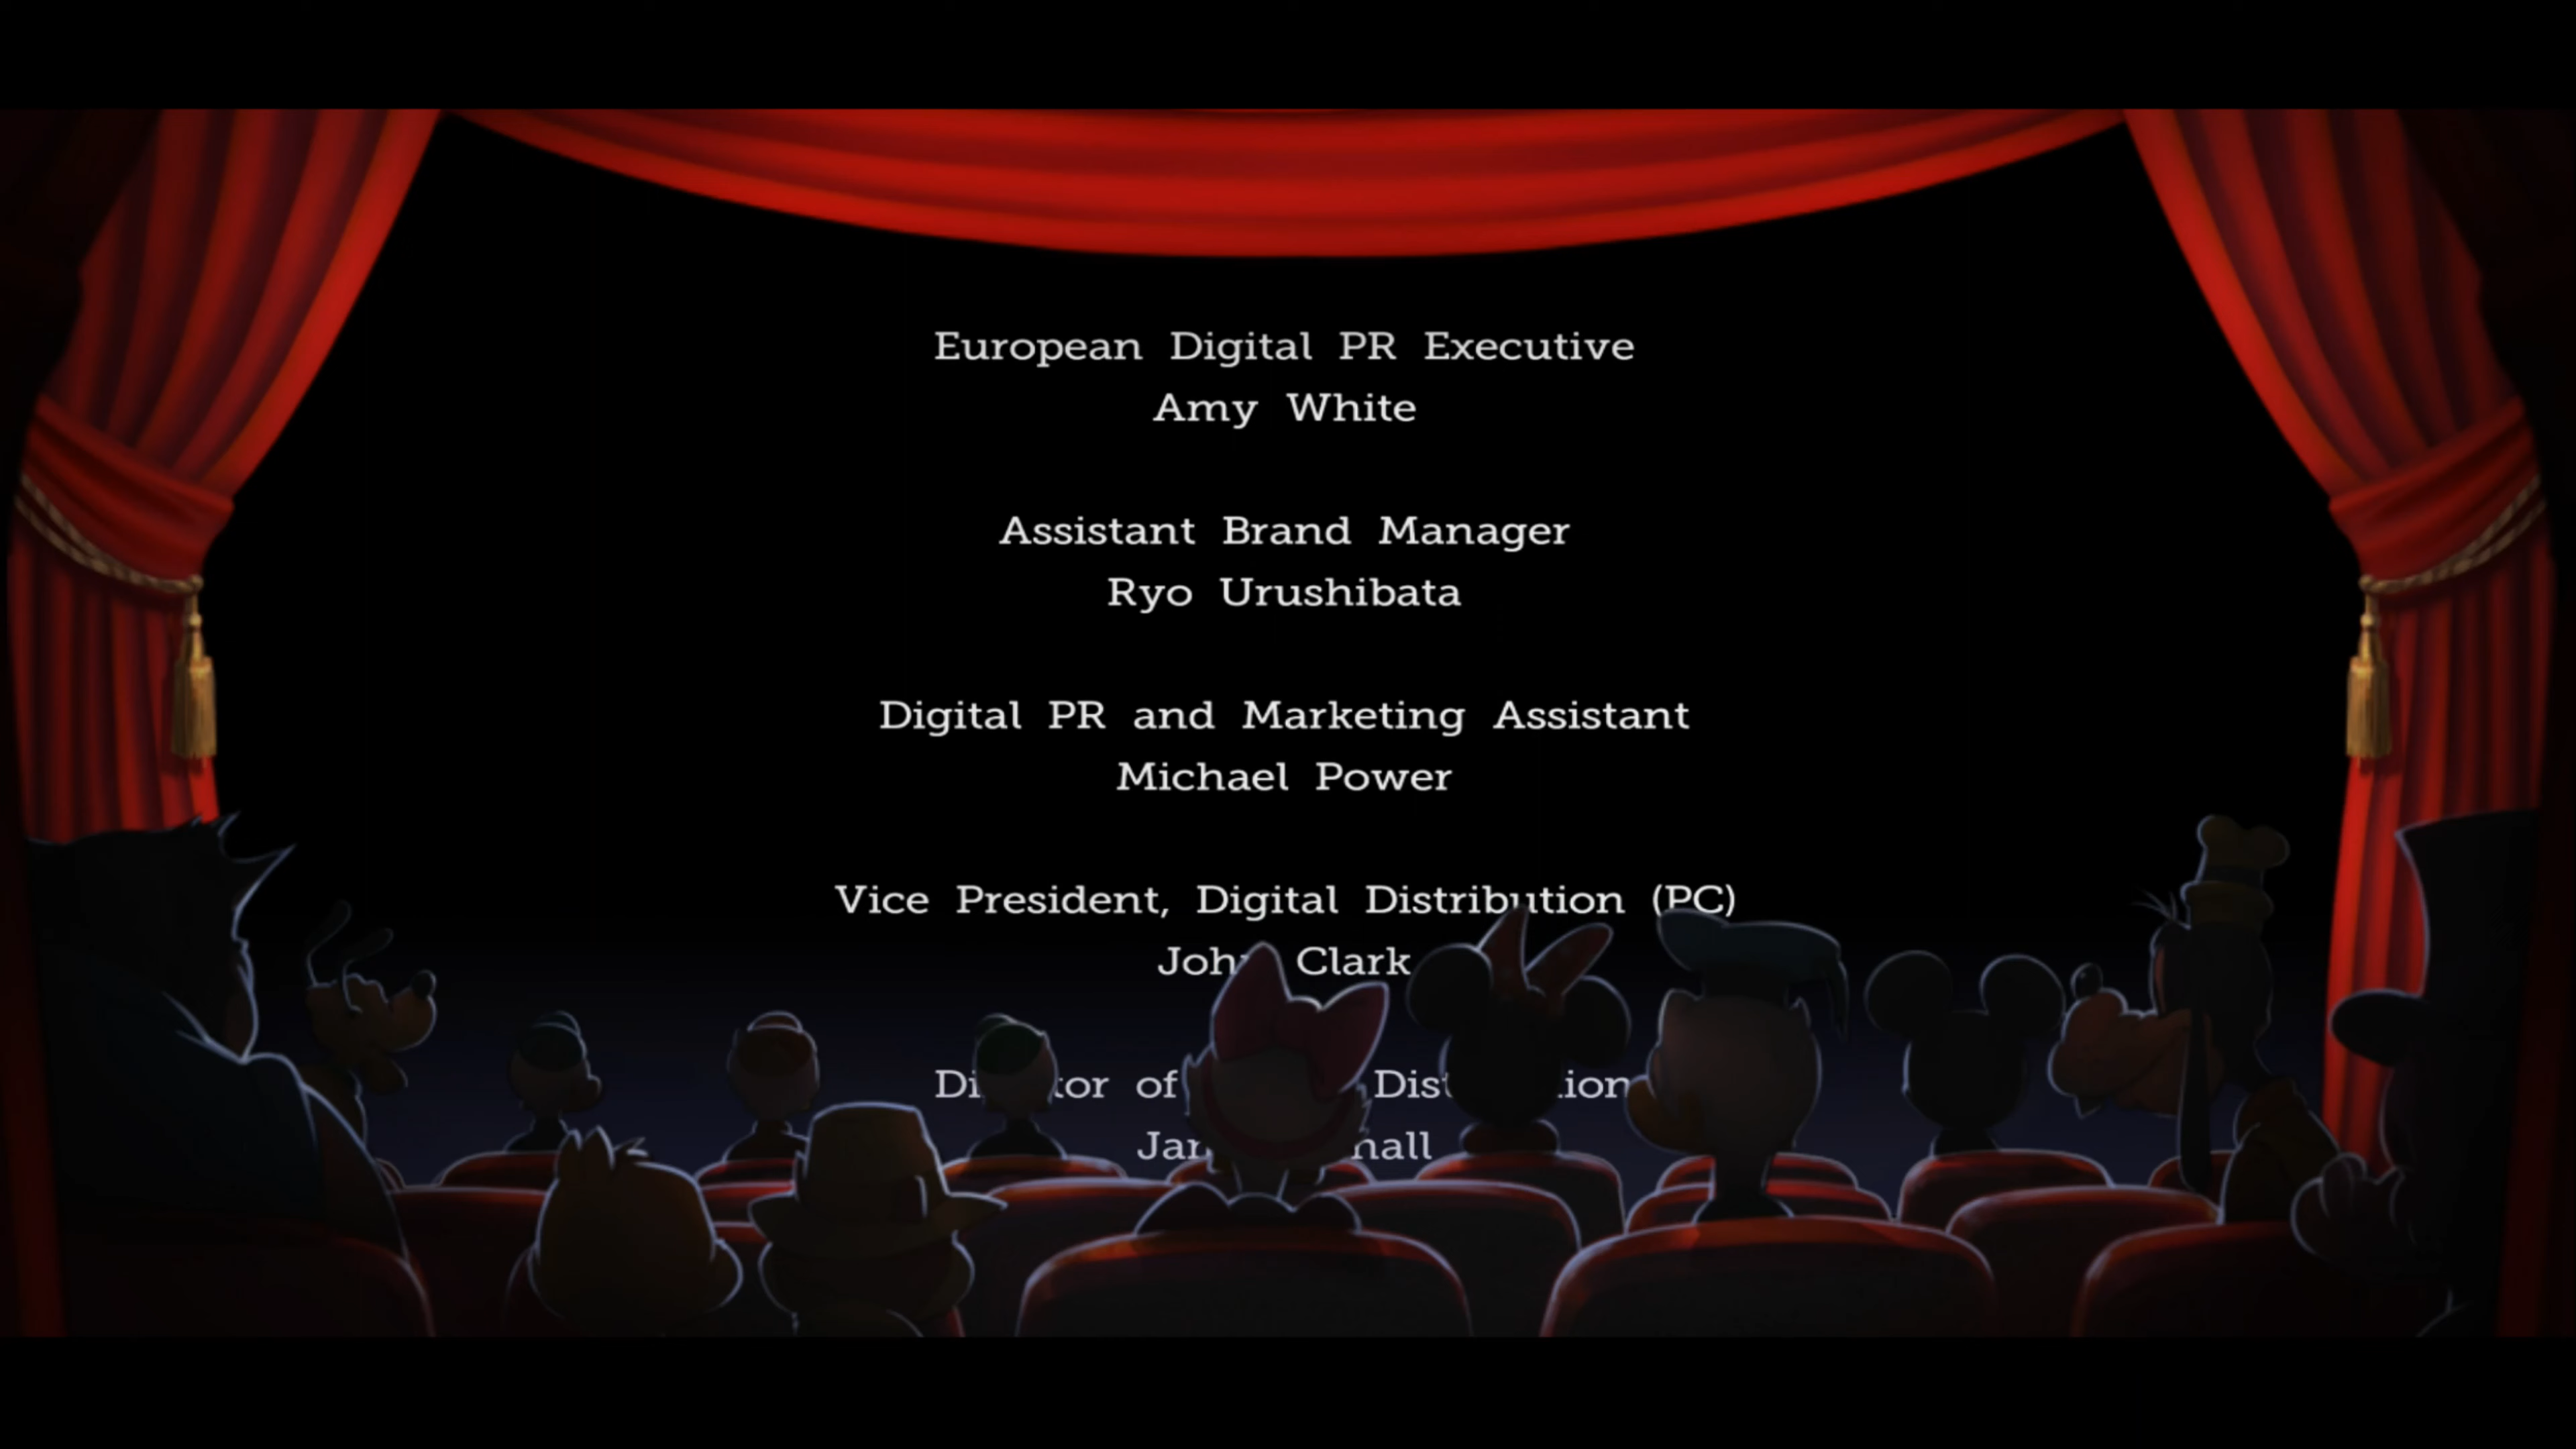 European Digital PR Executive
Amy White
Assistant Brand Manager
Ryo Urushibata
Digital PR and Marketing Assistant
Michael Power
Vice President, Digital Distribution (PC)
John Clark
of